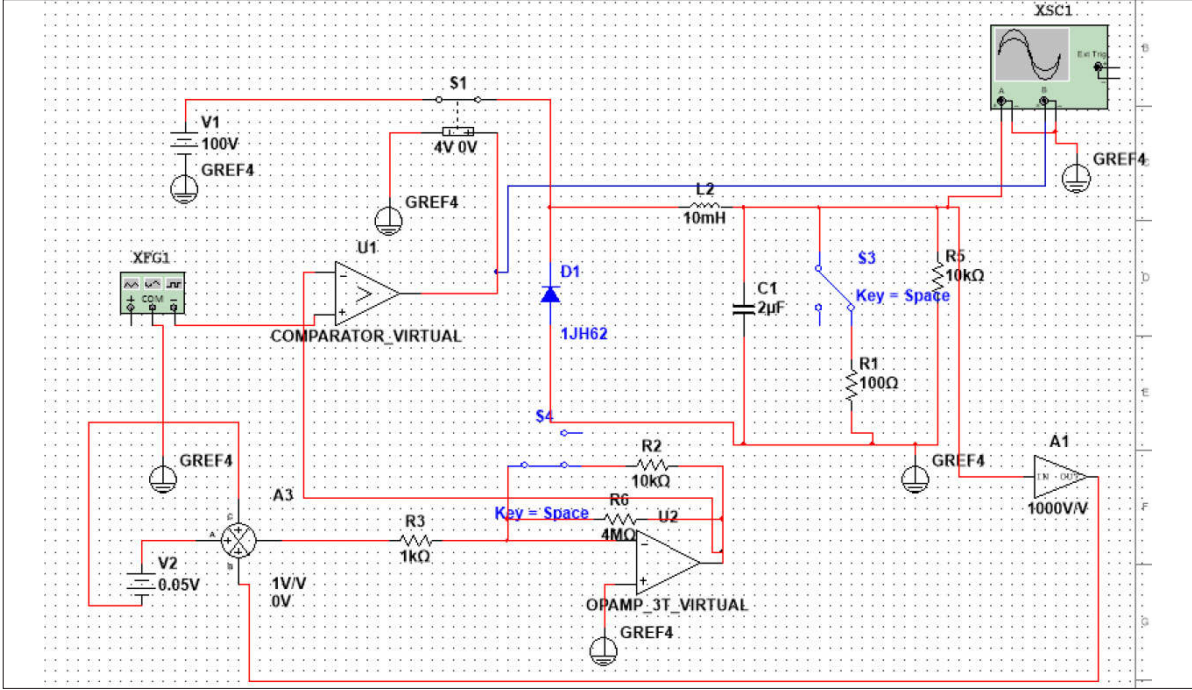 XSC1
Ext Trig
A
B
S1
V1
100V
GREF4
4V 0V
GREF4
GREF4
L2
10mH
XFG1
COM
U1
COMPARATOR_VIRTUAL
D1
1JH62
C1
2µF
S3
Key = Space
R5
10kΩ
R1
100Ω
S4
GREF4
R2
10kΩ
GREF4
A1
IN OUT
1000V/V
A3
C
A
B
R3
1kΩ
Key = Space
R6
4MΩ
U2
V2
0.05V
1V/V
0V
OPAMP_3T_VIRTUAL
GREF4
B
D
E
F
G